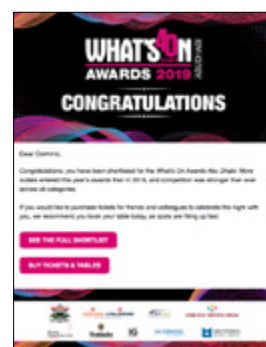 WHAT'S ON
ABU DHABI
AWARDS 2019
CONGRATULATIONS
Dear Dominic,
Congratulations, you have been shortlisted for the What's On Awards Abu Dhabi. More
outlets entered this year's awards than in 2018, and competition was stronger than ever
across all categories.
If you would like to purchase tickets for friends and colleagues to celebrate the night with
you, we recommend you book your table today, as spots are filling up fast.
SEE THE FULL SHORTLIST
BUY TICKETS & TABLES